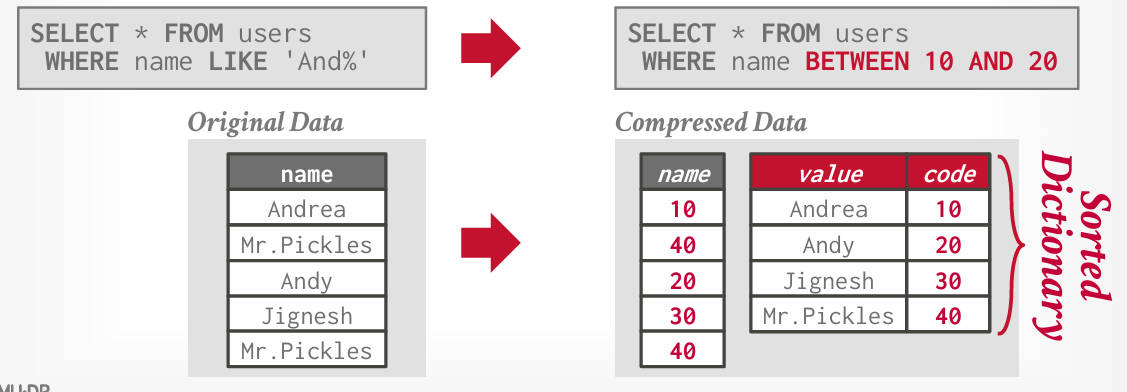 SELECT * FROM users
WHERE name LIKE 'And%'
SELECT * FROM users
WHERE name BETWEEN 10 AND 20
Original Data
name
Andrea
Mr.Pickles
Andy
Jignesh
Mr.Pickles
Compressed Data
name
10
40
20
30
40
value code
Andrea 10
Andy 20
Jignesh 30
Mr.Pickles 40
Sorted
Dictionary